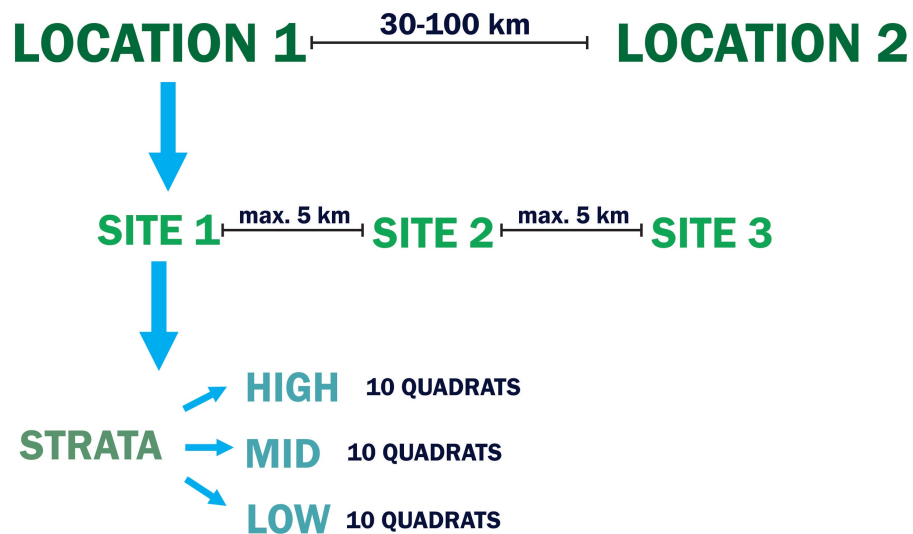 LOCATION 1 30-100 km LOCATION 2
SITE 1 max. 5 km SITE 2 max. 5 km SITE 3
HIGH 10 QUADRATS
STRATA MID 10 QUADRATS
LOW 10 QUADRATS